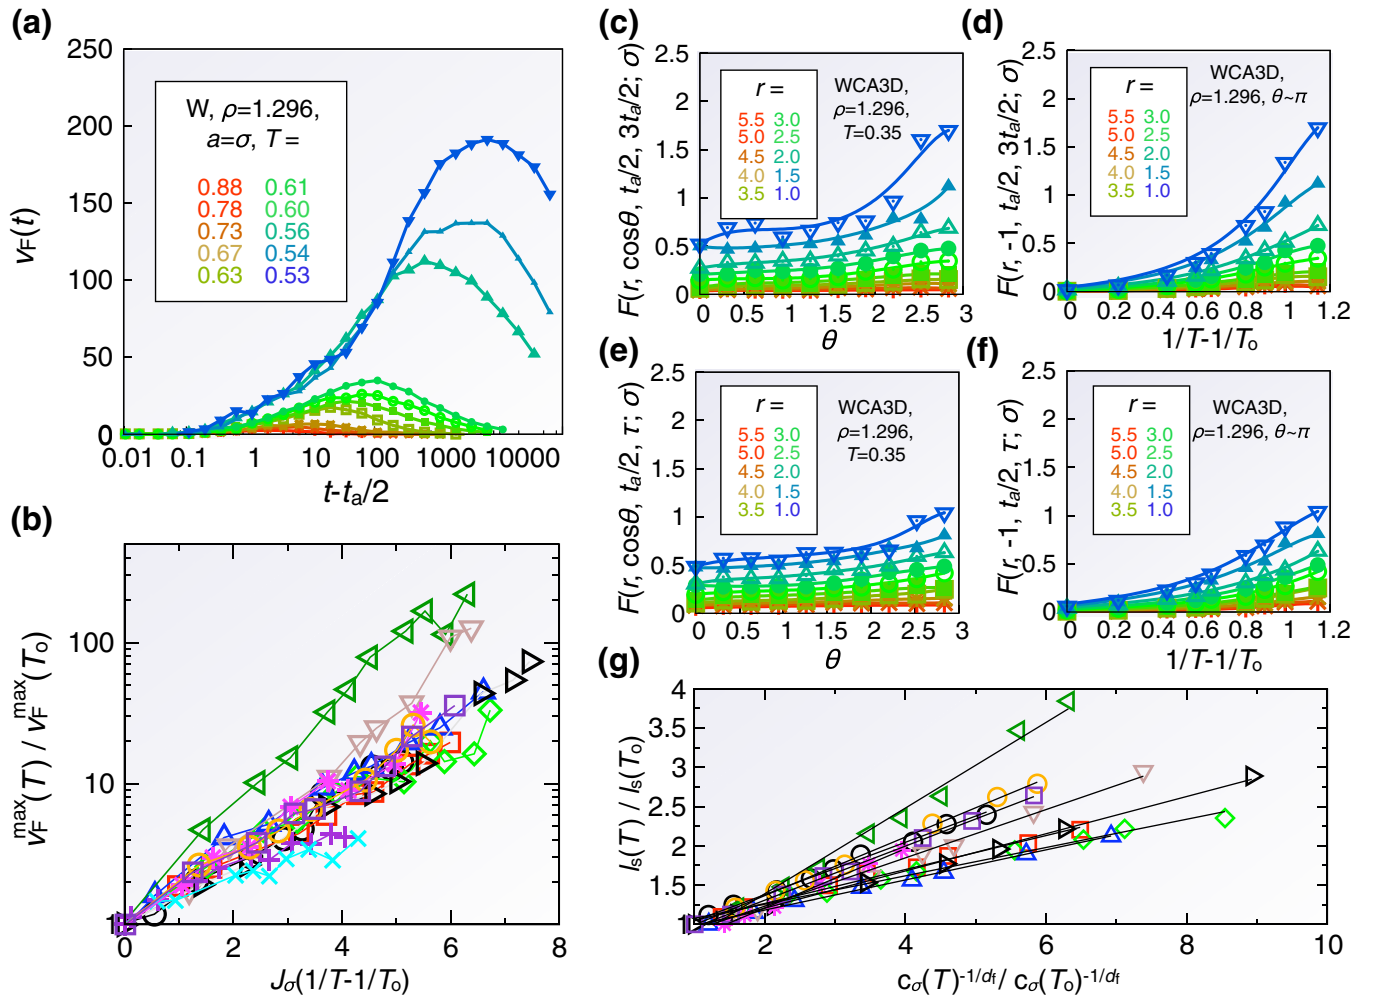 (a)
250
200
150
100
50
0
νF(t)
W, ρ=1.296,
a=σ, T =
0.88 0.61
0.78 0.60
0.73 0.56
0.67 0.54
0.63 0.53
0.01 0.1 1 10 100 1000 10000
t-ta/2
(b)
100
10
1
νFmax(T) / νFmax(To)
0 2 4 6 8
Jσ(1/T-1/To)
(c)
2.5
2
1.5
1
0.5
0
F(r, cosθ, ta/2, 3ta/2; σ)
r =
5.5 3.0
5.0 2.5
4.5 2.0
4.0 1.5
3.5 1.0
WCA3D,
ρ=1.296,
T=0.35
0 0.5 1 1.5 2 2.5 3
θ
(d)
2.5
2
1.5
1
0.5
0
F(r, -1, ta/2, 3ta/2; σ)
r =
5.5 3.0
5.0 2.5
4.5 2.0
4.0 1.5
3.5 1.0
WCA3D,
ρ=1.296, θ~π
0 0.2 0.4 0.6 0.8 1 1.2
1/T-1/To
(e)
2.5
2
1.5
1
0.5
0
F(r, cosθ, ta/2, τ; σ)
r =
5.5 3.0
5.0 2.5
4.5 2.0
4.0 1.5
3.5 1.0
WCA3D,
ρ=1.296,
T=0.35
0 0.5 1 1.5 2 2.5 3
θ
(f)
2.5
2
1.5
1
0.5
0
F(r, -1, ta/2, τ; σ)
r =
5.5 3.0
5.0 2.5
4.5 2.0
4.0 1.5
3.5 1.0
WCA3D,
ρ=1.296, θ~π
0 0.2 0.4 0.6 0.8 1 1.2
1/T-1/To
(g)
4
3.5
3
2.5
2
1.5
1
ls(T) / ls(To)
2 4 6 8 10
cσ(T)-1/df/ cσ(To)-1/df